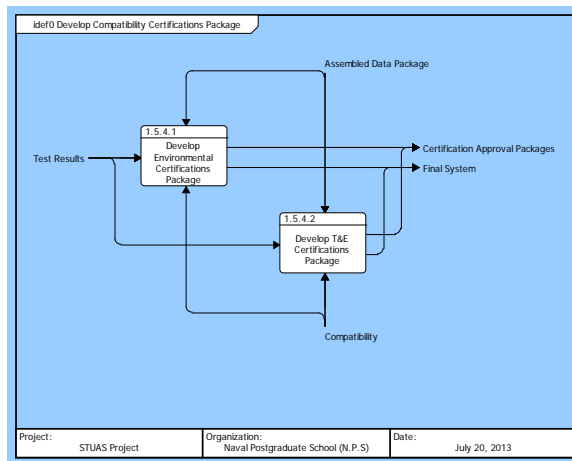 idef0 Develop Compatibility Certifications Package
Assembled Data Package
1.5.4.1
Develop
Environmental
Certifications
Package
Test Results
Certification Approval Packages
Final System
1.5.4.2
Develop T&E
Certifications
Package
Compatibility
Project:
STUAS Project
Organization:
Naval Postgraduate School (N.P.S)
Date:
July 20, 2013